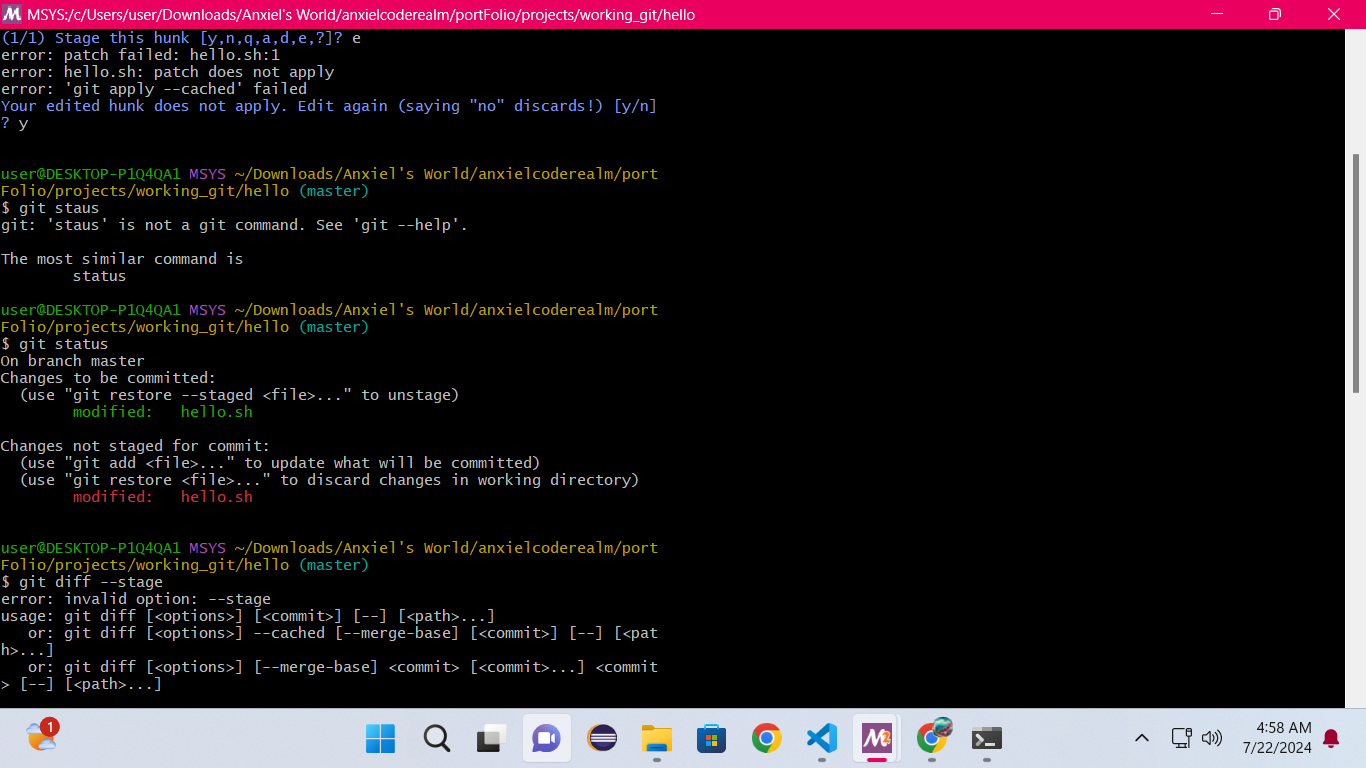 MSYS:/c/Users/user/Downloads/Anxiel's World/anxielcoderealm/portFolio/projects/working_git/hello
(1/1) Stage this hunk [y,n,q,a,d,e,?]? e
error: patch failed: hello.sh:1
error: hello.sh: patch does not apply
error: 'git apply --cached' failed
Your edited hunk does not apply. Edit again (saying "no" discards!) [y/n]
? y
user@DESKTOP-P1Q4QA1 MSYS ~/Downloads/Anxiel's World/anxielcoderealm/port
Folio/projects/working_git/hello (master)
$ git staus
git: 'staus' is not a git command. See 'git --help'.
The most similar command is
status
user@DESKTOP-P1Q4QA1 MSYS ~/Downloads/Anxiel's World/anxielcoderealm/port
Folio/projects/working_git/hello (master)
$ git status
On branch master
Changes to be committed:
(use "git restore --staged <file>..." to unstage)
modified:   hello.sh
Changes not staged for commit:
(use "git add <file>..." to update what will be committed)
(use "git restore <file>..." to discard changes in working directory)
modified:   hello.sh
user@DESKTOP-P1Q4QA1 MSYS ~/Downloads/Anxiel's World/anxielcoderealm/port
Folio/projects/working_git/hello (master)
$ git diff --stage
error: invalid option: --stage
usage: git diff [<options>] [<commit>] [--] [<path>...]
or: git diff [<options>] --cached [--merge-base] [<commit>] [--] [<pat
h>...]
or: git diff [<options>] [--merge-base] <commit> [<commit>...] <commit
> [--] [<path>...]
1
M2
4:58 AM
7/22/2024